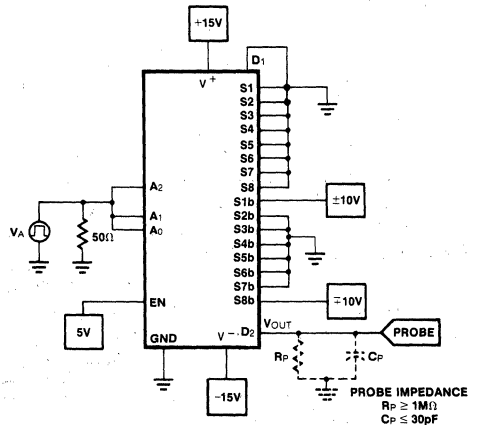 +15V
D1
V+
S1
S2
S3
S4
S5
S6
S7
S8
S1b
±10V
S2b
S3b
S4b
S5b
S6b
S7b
S8b
∓10V
A2
A1
A0
VA
50Ω
EN
5V
GND
V−
D2
VOUT
PROBE
RP
CP
-15V
PROBE IMPEDANCE
RP ≥ 1MΩ
CP ≤ 30pF